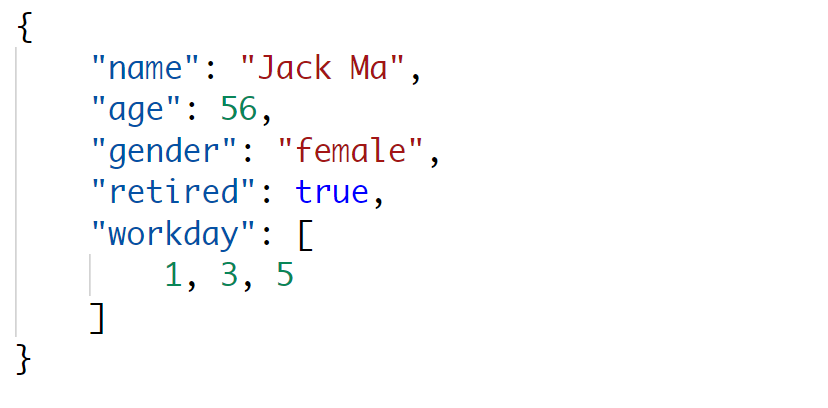 {
    "name": "Jack Ma",
    "age": 56,
    "gender": "female",
    "retired": true,
    "workday": [
        1, 3, 5
    ]
}